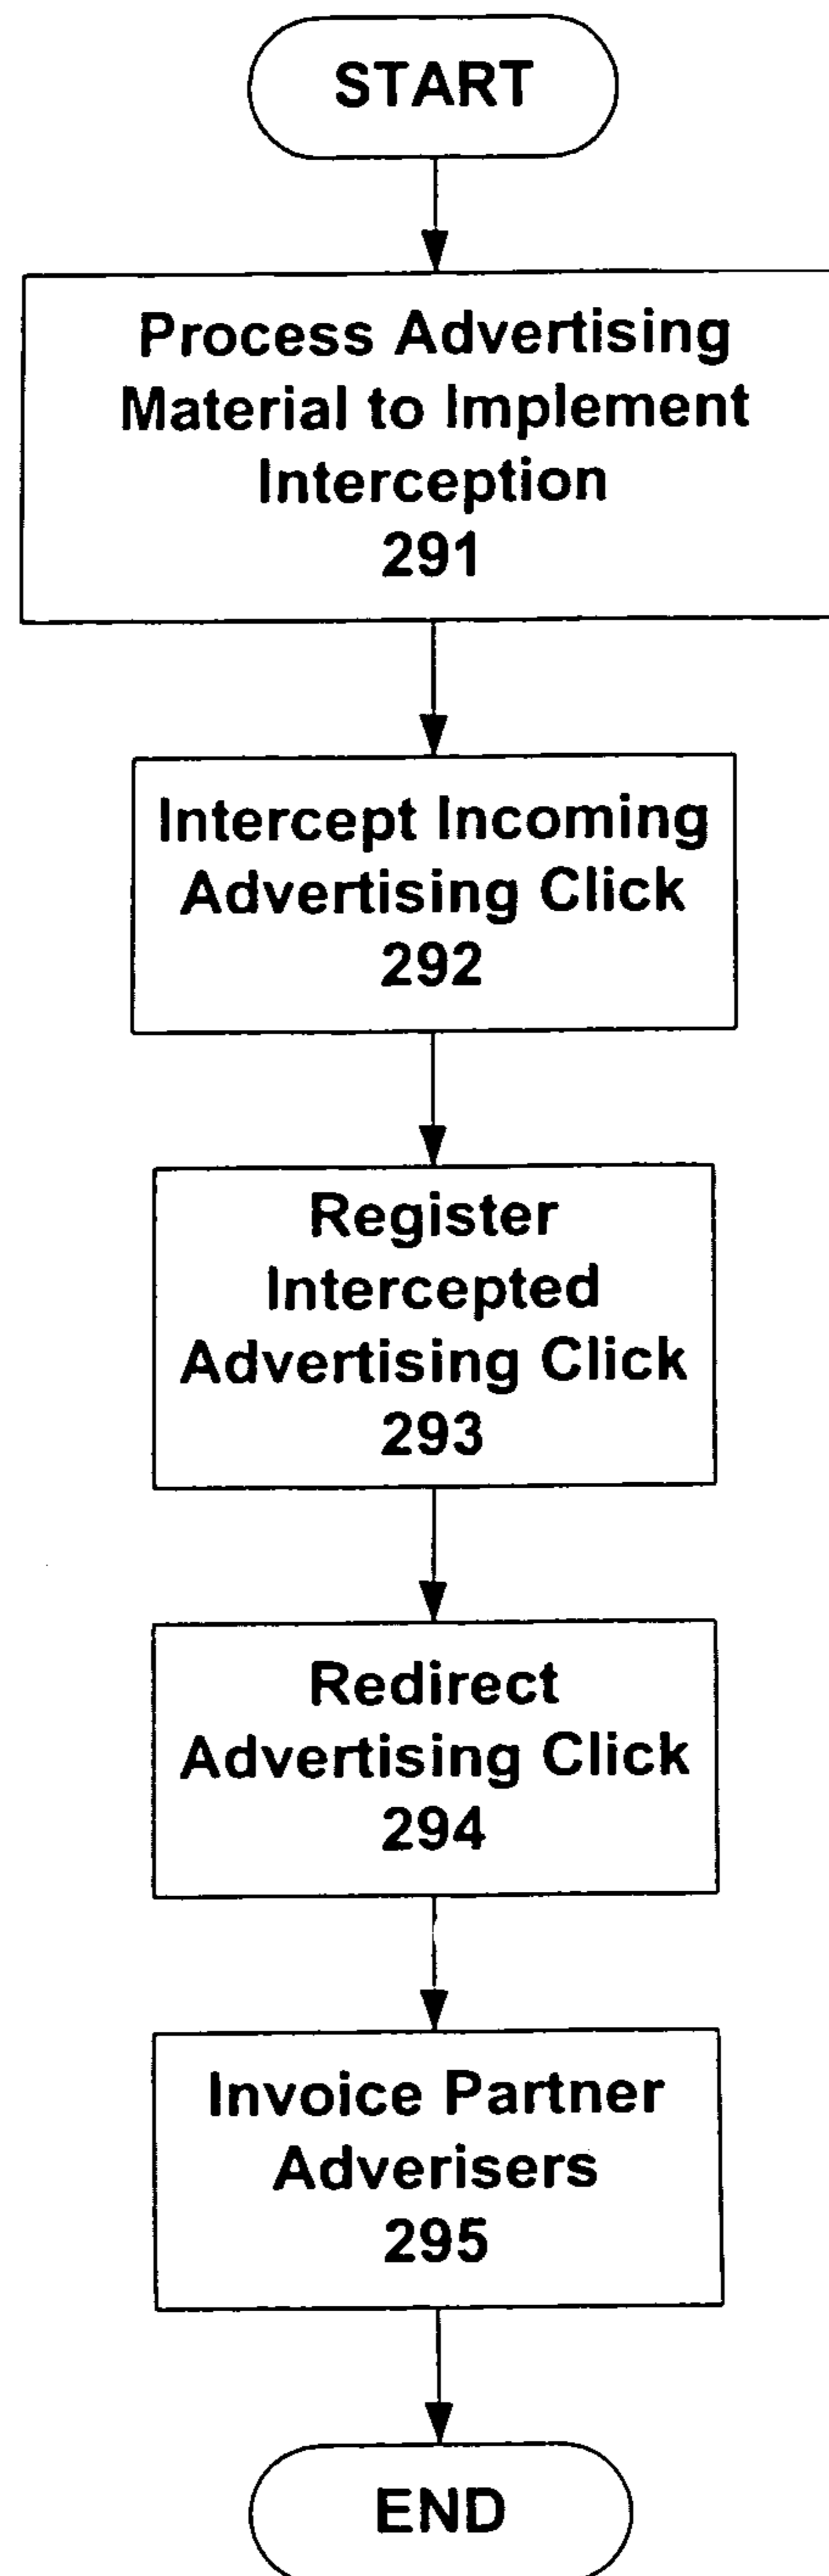 START
Process Advertising
Material to Implement
Interception
291
Intercept Incoming
Advertising Click
292
Register
Intercepted
Advertising Click
293
Redirect
Advertising Click
294
Invoice Partner
Adverisers
295
END